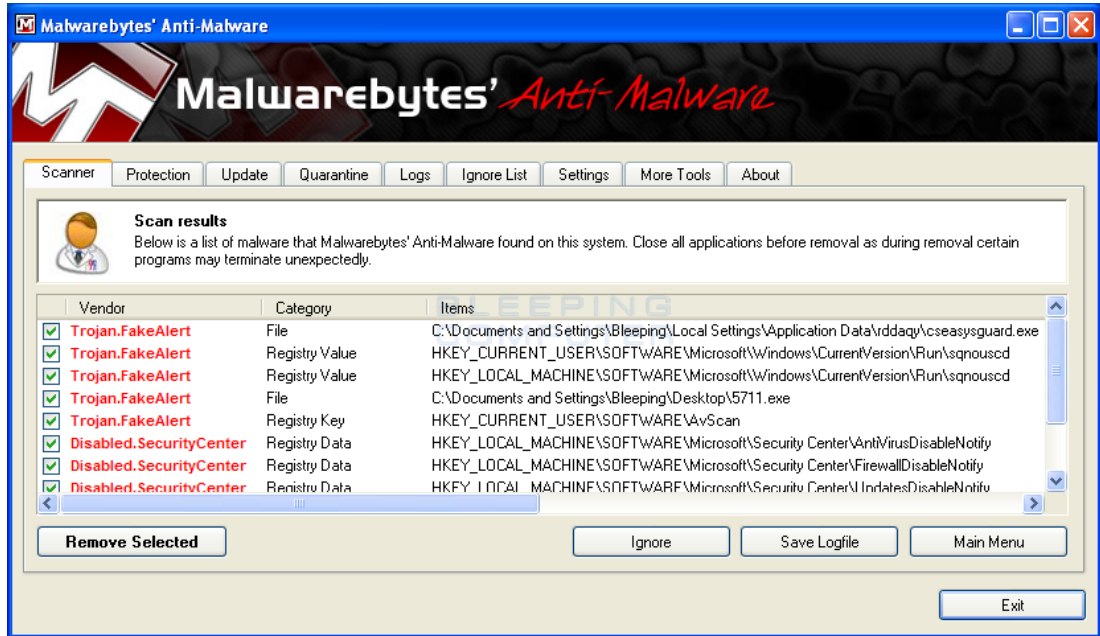 Malwarebytes' Anti-Malware
Malwarebytes' Anti-Malware
Scanner Protection Update Quarantine Logs Ignore List Settings More Tools About
Scan results
Below is a list of malware that Malwarebytes' Anti-Malware found on this system. Close all applications before removal as during removal certain
programs may terminate unexpectedly.
BLEEPING
COMPUTER
Vendor Category Items
Trojan.FakeAlert File C:\Documents and Settings\Bleeping\Local Settings\Application Data\rddaqy\cseasysguard.exe
Trojan.FakeAlert Registry Value HKEY_CURRENT_USER\SOFTWARE\Microsoft\Windows\CurrentVersion\Run\sqnouscd
Trojan.FakeAlert Registry Value HKEY_LOCAL_MACHINE\SOFTWARE\Microsoft\Windows\CurrentVersion\Run\sqnouscd
Trojan.FakeAlert File C:\Documents and Settings\Bleeping\Desktop\5711.exe
Trojan.FakeAlert Registry Key HKEY_CURRENT_USER\SOFTWARE\AvScan
Disabled.SecurityCenter Registry Data HKEY_LOCAL_MACHINE\SOFTWARE\Microsoft\Security Center\AntiVirusDisableNotify
Disabled.SecurityCenter Registry Data HKEY_LOCAL_MACHINE\SOFTWARE\Microsoft\Security Center\FirewallDisableNotify
Disabled.SecurityCenter Registry Data HKEY_LOCAL_MACHINE\SOFTWARE\Microsoft\Security Center\UpdatesDisableNotify
Remove Selected Ignore Save Logfile Main Menu
Exit